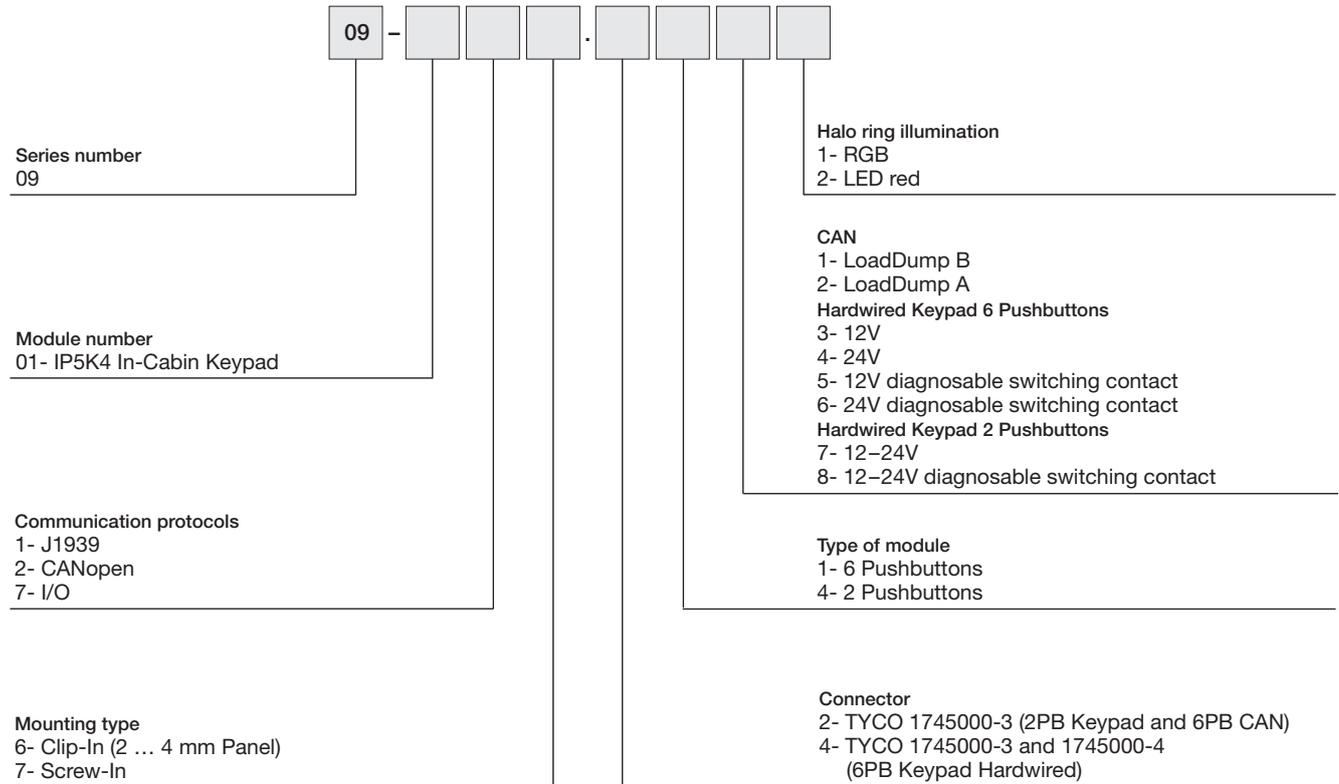 09 – .
Series number
09
Module number
01- IP5K4 In-Cabin Keypad
Communication protocols
1- J1939
2- CANopen
7- I/O
Mounting type
6- Clip-In (2 … 4 mm Panel)
7- Screw-In
Halo ring illumination
1- RGB
2- LED red
CAN
1- LoadDump B
2- LoadDump A
Hardwired Keypad 6 Pushbuttons
3- 12V
4- 24V
5- 12V diagnosable switching contact
6- 24V diagnosable switching contact
Hardwired Keypad 2 Pushbuttons
7- 12–24V
8- 12–24V diagnosable switching contact
Type of module
1- 6 Pushbuttons
4- 2 Pushbuttons
Connector
2- TYCO 1745000-3 (2PB Keypad and 6PB CAN)
4- TYCO 1745000-3 and 1745000-4
(6PB Keypad Hardwired)